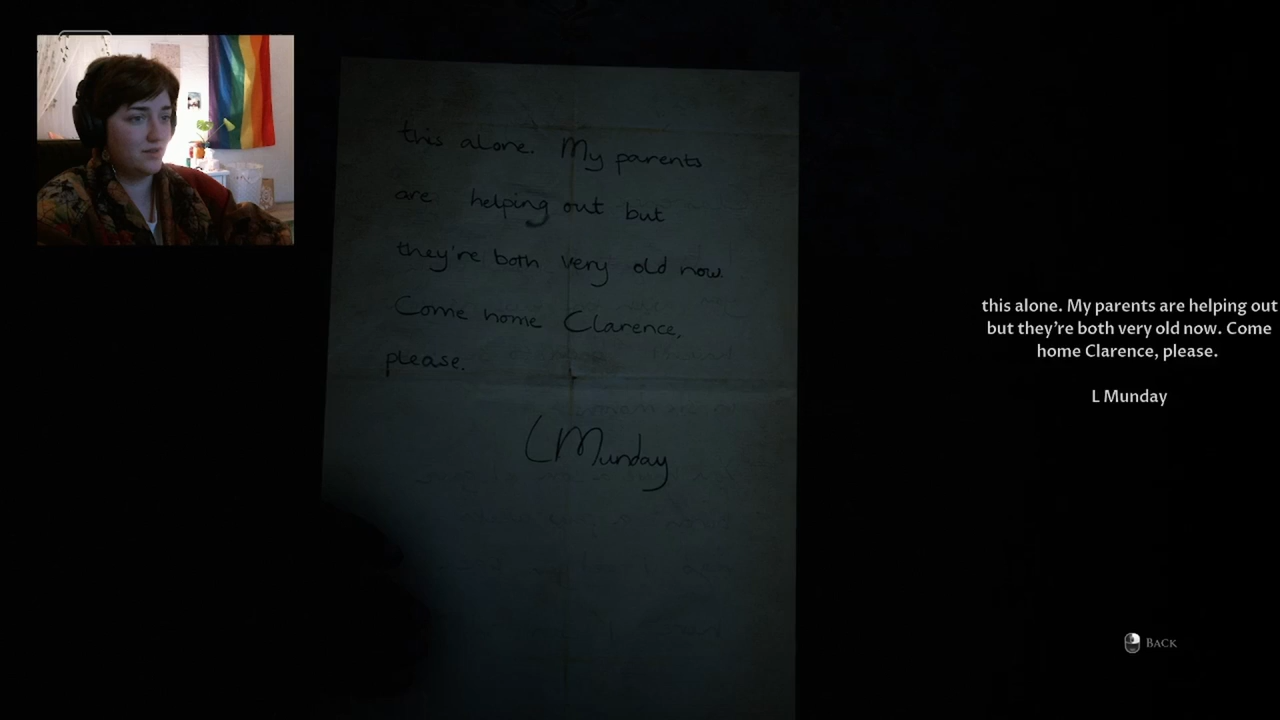 this alone. My parents
are helping out but
they're both very old now.
Come home Clarence,
please.
L Munday
this alone. My parents are helping out
but they're both very old now. Come
home Clarence, please.
L Munday
BACK